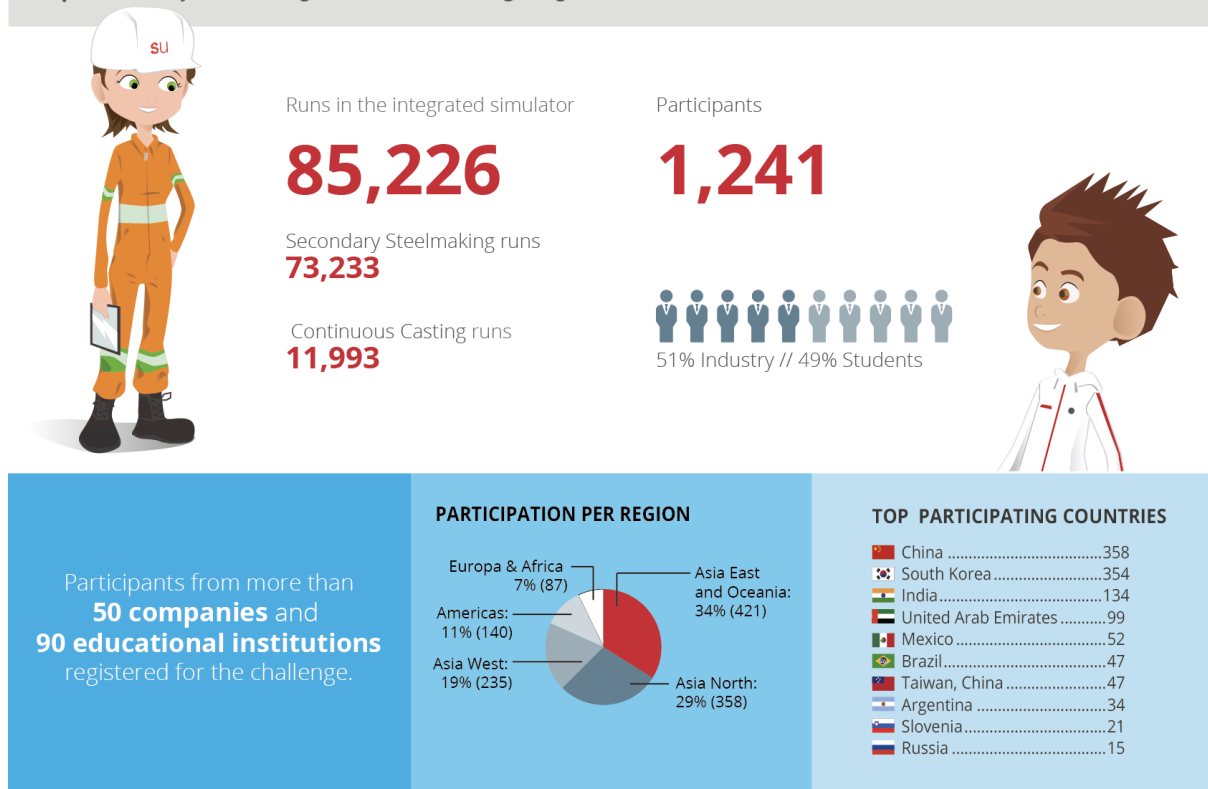 SU
Runs in the integrated simulator
85,226
Secondary Steelmaking runs
73,233
Continuous Casting runs
11,993
Participants
1,241
51% Industry // 49% Students
Participants from more than
50 companies and
90 educational institutions
registered for the challenge.
PARTICIPATION PER REGION
Europa & Africa
7% (87)
Americas:
11% (140)
Asia West:
19% (235)
Asia East
and Oceania:
34% (421)
Asia North:
29% (358)
TOP PARTICIPATING COUNTRIES
China ..................................358
South Korea........................354
India.....................................134
United Arab Emirates ..........99
Mexico .................................52
Brazil....................................47
Taiwan, China ......................47
Argentina .............................34
Slovenia...............................21
Russia ..................................15